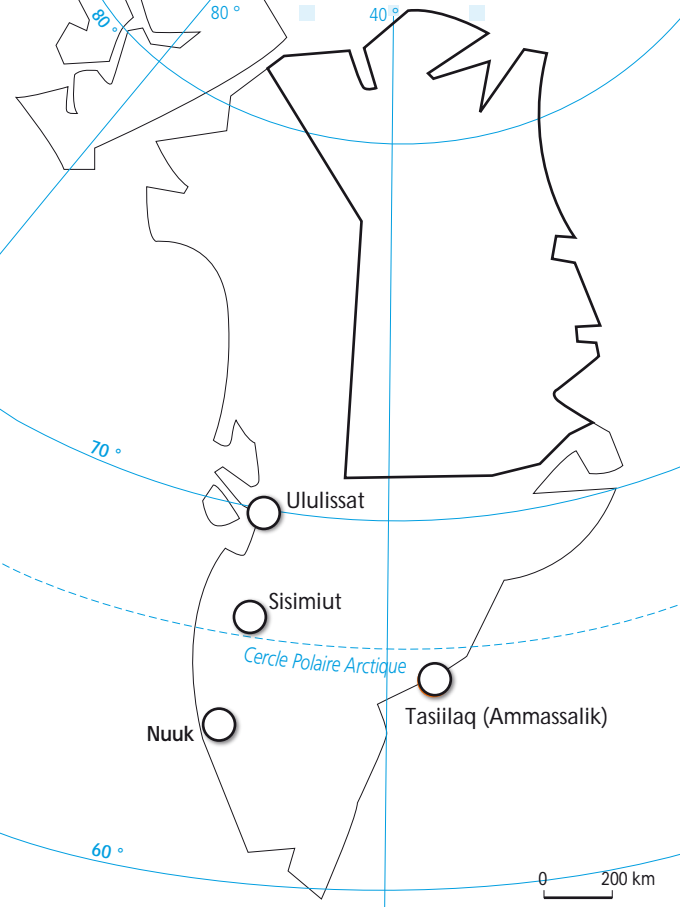 80 °
80 °
40 °
70 °
Ululissat
Sisimiut
Cercle Polaire Arctique
Tasiilaq (Ammassalik)
Nuuk
60 °
0 200 km